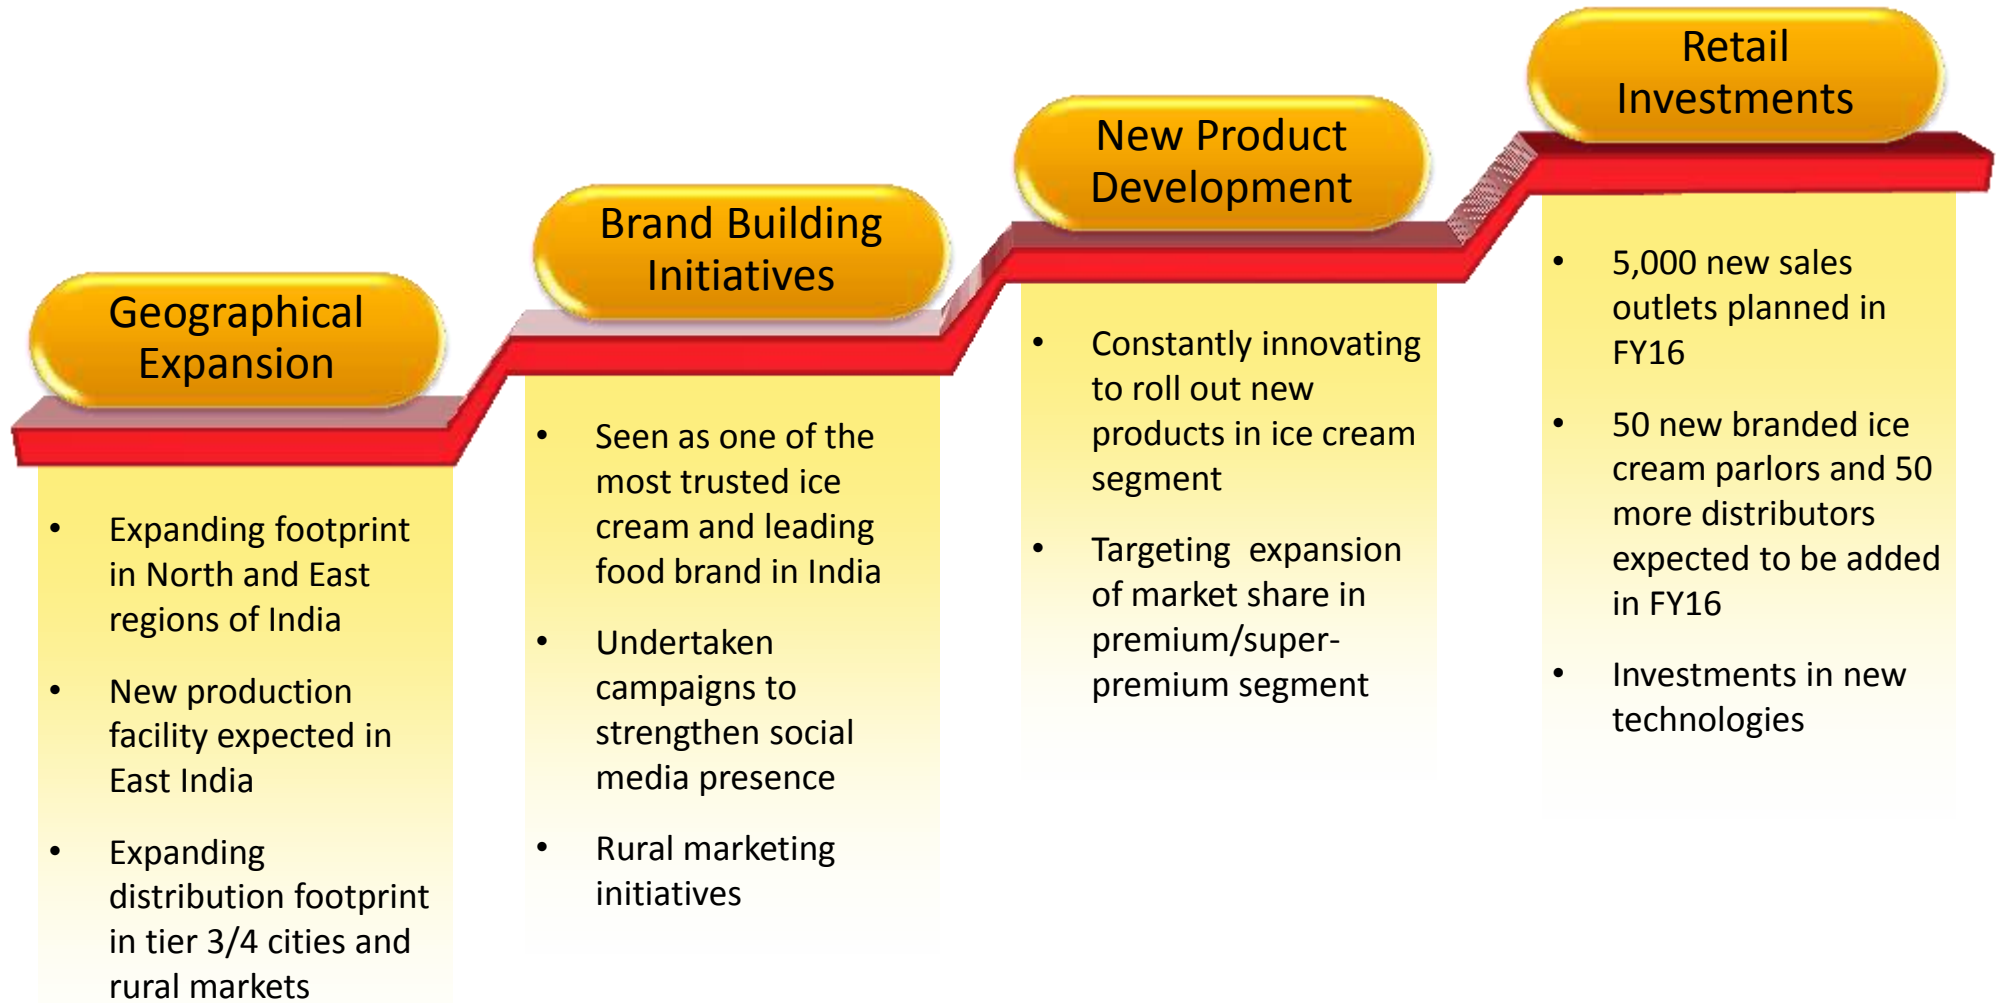 Geographical
Expansion
• Expanding footprint
in North and East
regions of India
• New production
facility expected in
East India
• Expanding
distribution footprint
in tier 3/4 cities and
rural markets
Brand Building
Initiatives
• Seen as one of the
most trusted ice
cream and leading
food brand in India
• Undertaken
campaigns to
strengthen social
media presence
• Rural marketing
initiatives
New Product
Development
• Constantly innovating
to roll out new
products in ice cream
segment
• Targeting expansion
of market share in
premium/super-
premium segment
Retail
Investments
• 5,000 new sales
outlets planned in
FY16
• 50 new branded ice
cream parlors and 50
more distributors
expected to be added
in FY16
• Investments in new
technologies